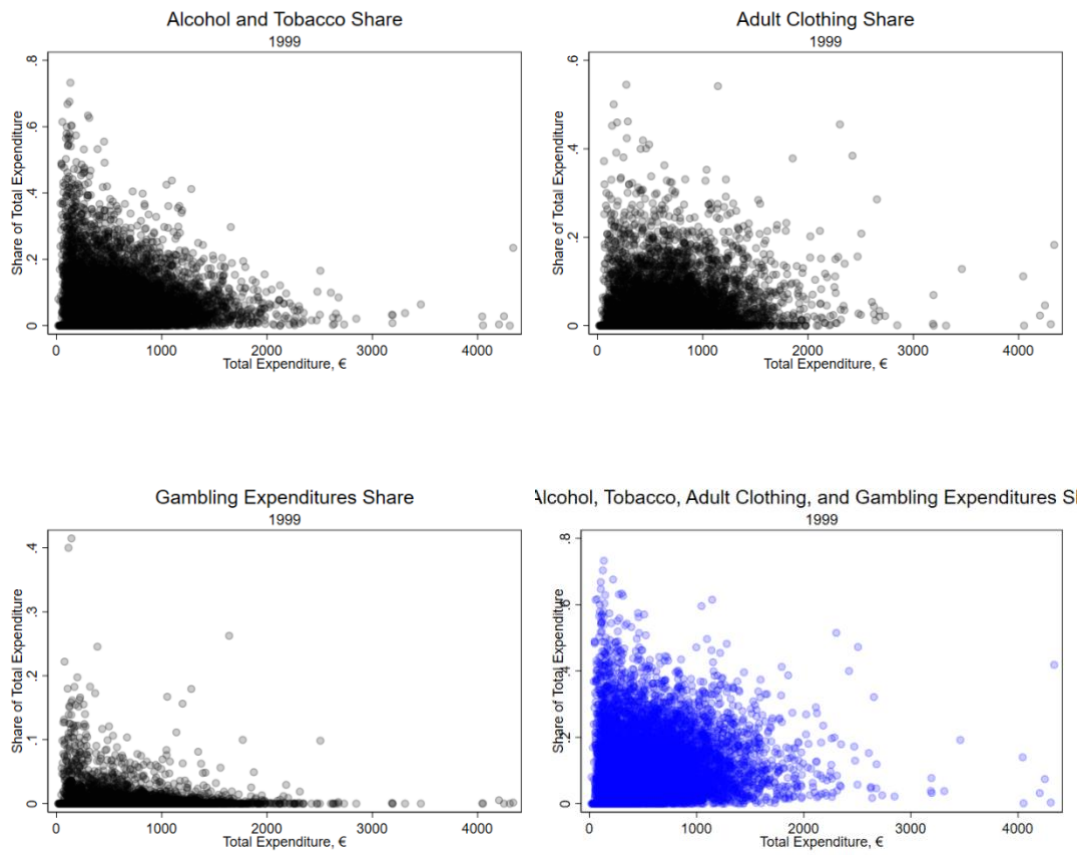 Alcohol and Tobacco Share
1999
Share of Total Expenditure
.8
.6
.4
.2
0
0 1000 2000 3000 4000
Total Expenditure, €
Adult Clothing Share
1999
Share of Total Expenditure
.6
.4
.2
0
0 1000 2000 3000 4000
Total Expenditure, €
Gambling Expenditures Share
1999
Share of Total Expenditure
.4
.3
.2
.1
0
0 1000 2000 3000 4000
Total Expenditure, €
Alcohol, Tobacco, Adult Clothing, and Gambling Expenditures
1999
Share of Total Expenditure
.8
.6
.4
.2
0
0 1000 2000 3000 4000
Total Expenditure, €